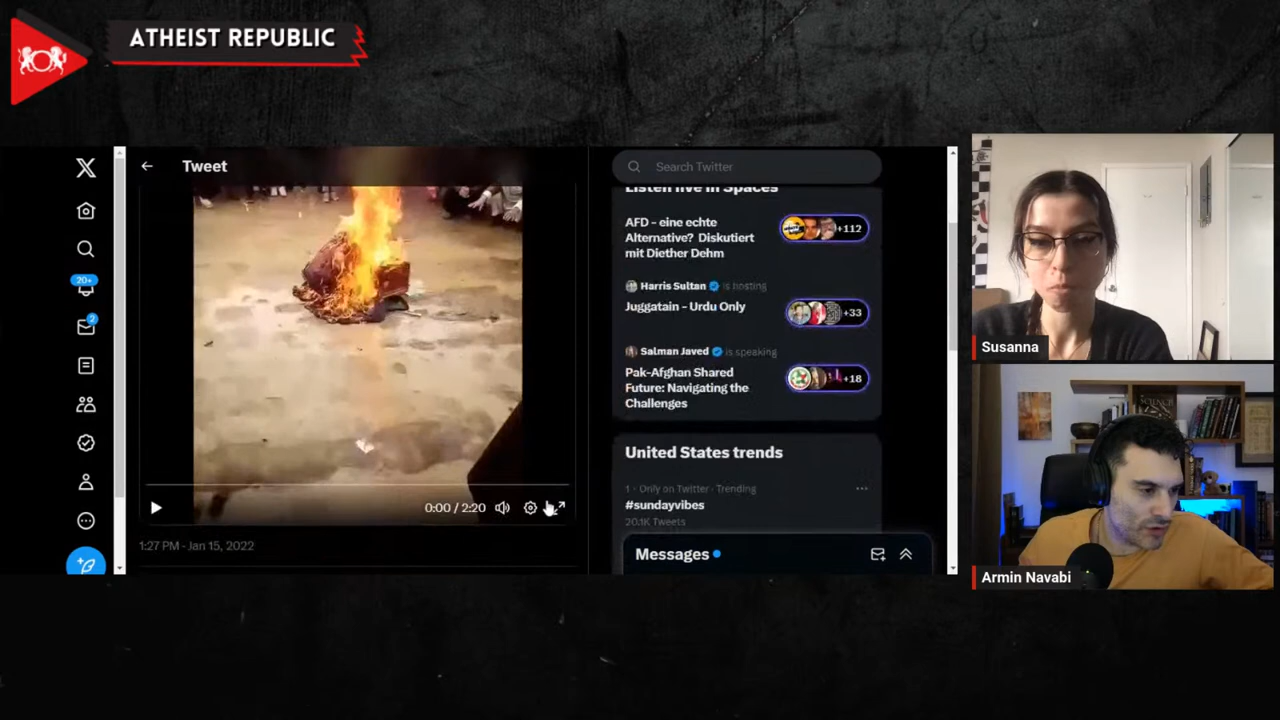 ATHEIST REPUBLIC
Tweet
20+
2
0:00 / 2:20
1:27 PM · Jan 15, 2022
Search Twitter
Listen live in Spaces
AFD - eine echte
Alternative? Diskutiert
mit Diether Dehm
+112
Harris Sultan is hosting
Juggatain - Urdu Only
+33
Salman Javed is speaking
Pak-Afghan Shared
Future: Navigating the
Challenges
+18
United States trends
1 · Only on Twitter · Trending
#sundayvibes
20.1K Tweets
Messages
Susanna
SCIENCE
Armin Navabi